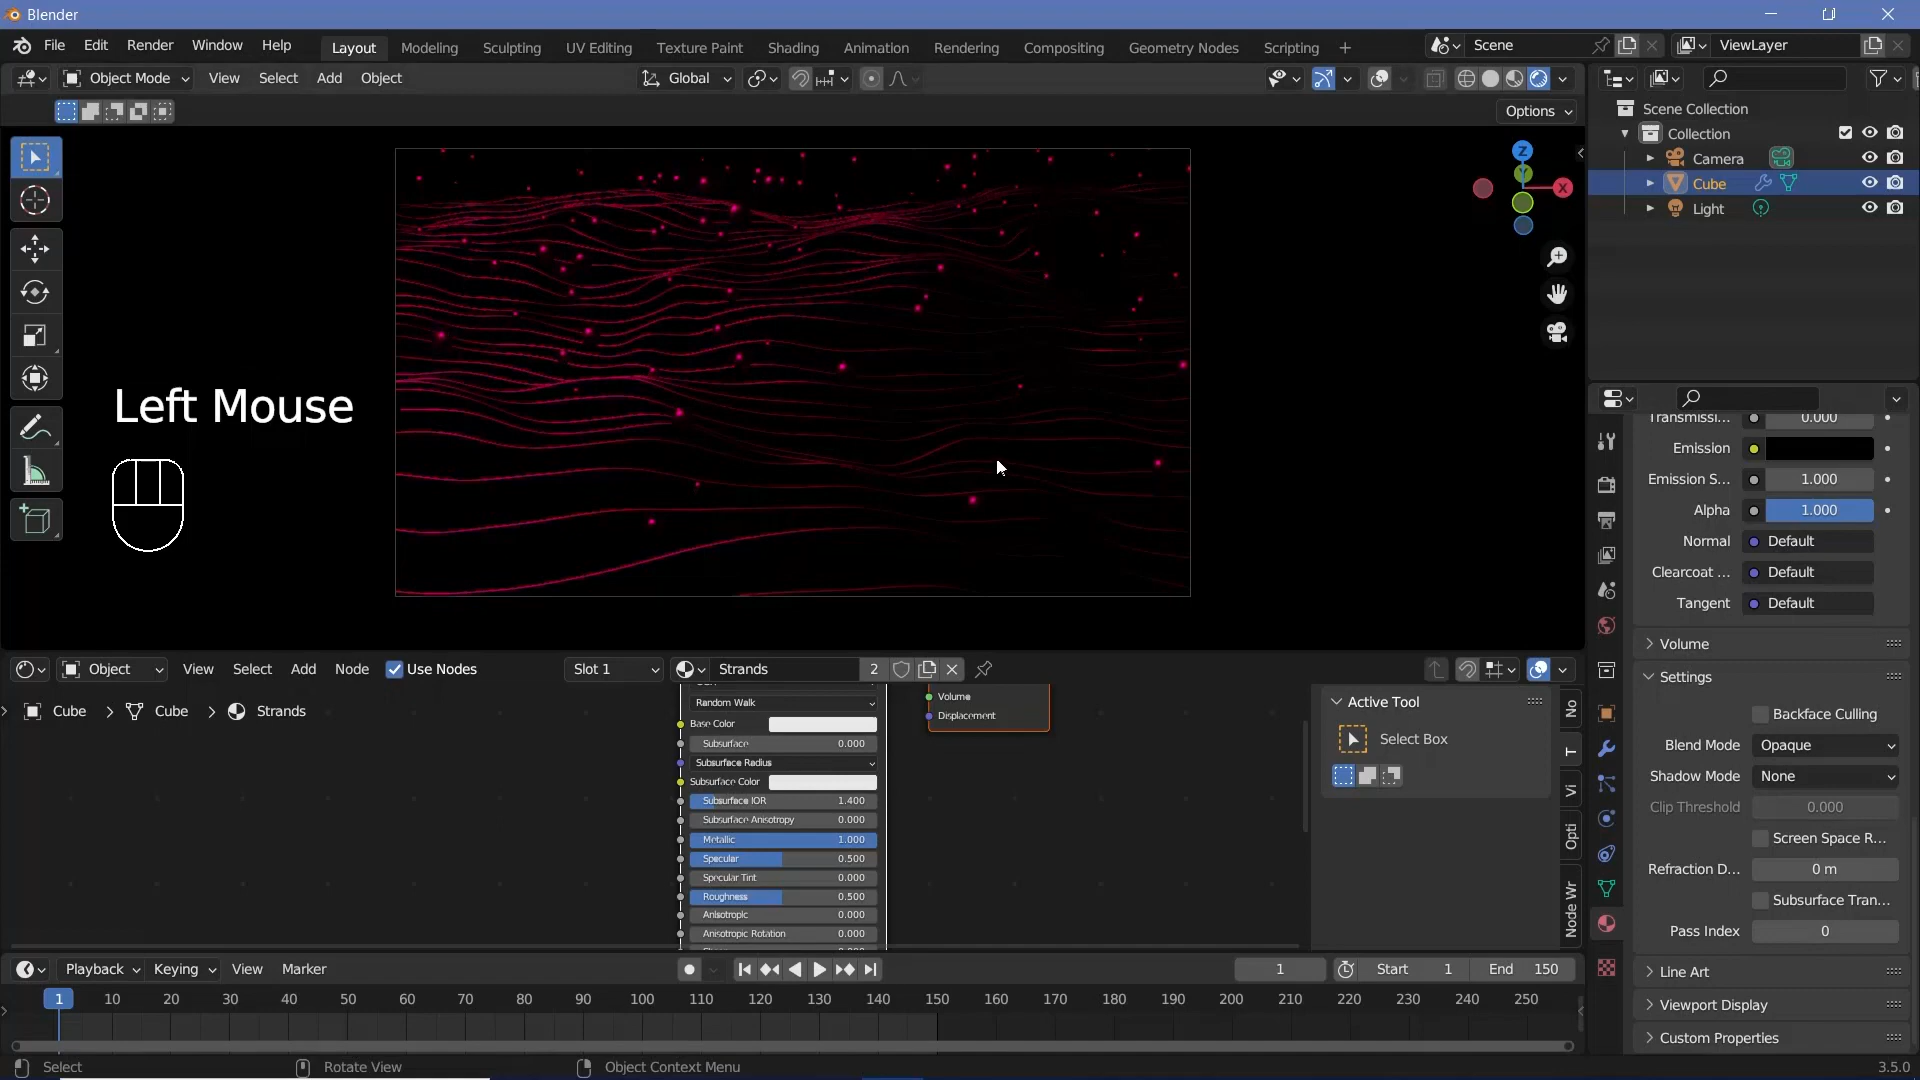 Blender
File Edit Render Window Help Layout Modeling Sculpting UV Editing Texture Paint Shading Animation Rendering Compositing Geometry Nodes Scripting + Scene ViewLayer
Object Mode View Select Add Object Global
Options
Scene Collection
Collection
Camera
Cube
Light
Z
X
Left Mouse
Transmissi... 0.000
Emission
Emission S... 1.000
Alpha 1.000
Normal Default
Clearcoat ... Default
Tangent Default
Volume
Settings
Backface Culling
Blend Mode Opaque
Shadow Mode None
Clip Threshold 0.000
Screen Space R...
Refraction D... 0 m
Subsurface Tran...
Pass Index 0
Line Art
Viewport Display
Custom Properties
Object View Select Add Node Use Nodes Slot 1 Strands 2
Cube > Cube > Strands
Random Walk
Base Color
Subsurface 0.000
Subsurface Radius
Subsurface Color
Subsurface IOR 1.400
Subsurface Anisotropy 0.000
Metallic 1.000
Specular 0.500
Specular Tint 0.000
Roughness 0.500
Anisotropic 0.000
Anisotropic Rotation 0.000
Volume
Displacement
Active Tool
Select Box
No
T
Vi
Opti
Node Wr
Playback Keying View Marker 1 Start 1 End 150
1 10 20 30 40 50 60 70 80 90 100 110 120 130 140 150 160 170 180 190 200 210 220 230 240 250
Select Rotate View Object Context Menu 3.5.0